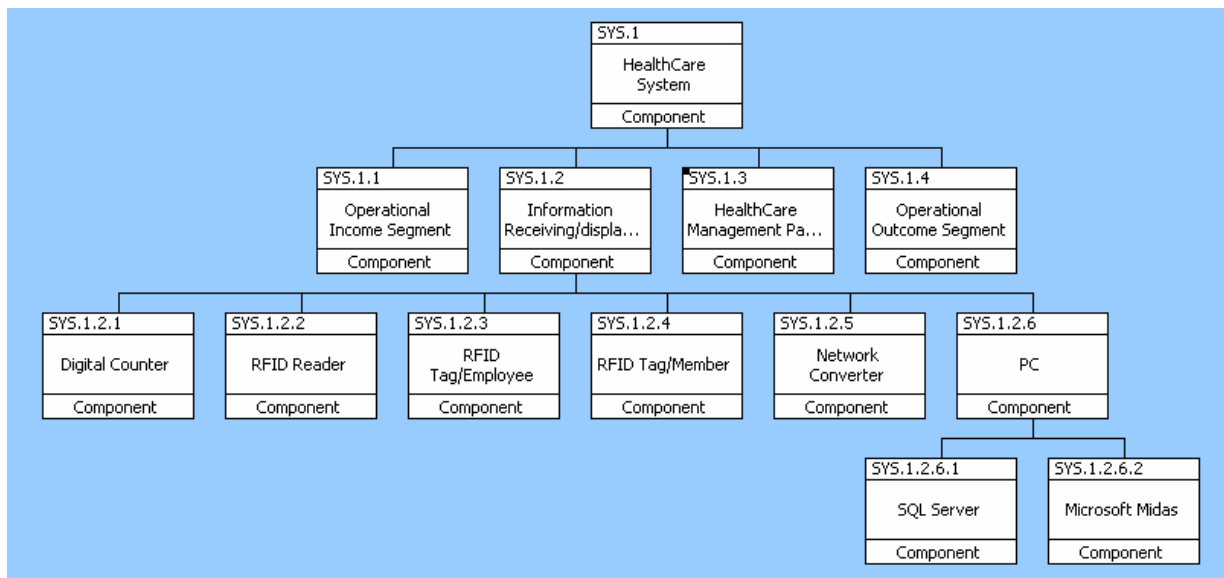 SYS.1
HealthCare
System
Component
SYS.1.1
Operational
Income Segment
Component
SYS.1.2
Information
Receiving/displa...
Component
SYS.1.3
HealthCare
Management Pa...
Component
SYS.1.4
Operational
Outcome Segment
Component
SYS.1.2.1
Digital Counter
Component
SYS.1.2.2
RFID Reader
Component
SYS.1.2.3
RFID
Tag/Employee
Component
SYS.1.2.4
RFID Tag/Member
Component
SYS.1.2.5
Network
Converter
Component
SYS.1.2.6
PC
Component
SYS.1.2.6.1
SQL Server
Component
SYS.1.2.6.2
Microsoft Midas
Component